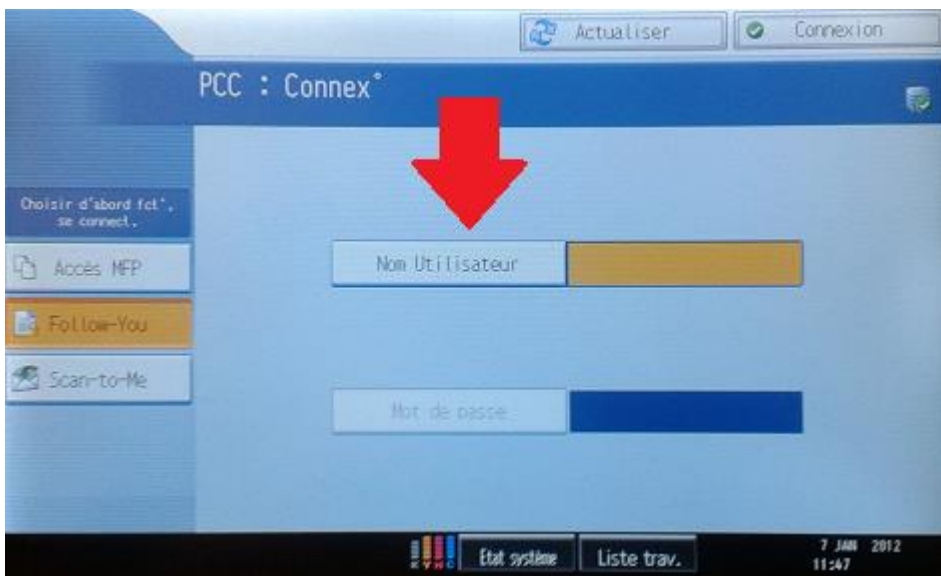 Actualiser
Connexion
PCC : Connex°
Choisir d'abord fct°,
se connect.
Accès MFP
Follow-You
Scan-to-Me
Nom Utilisateur
Mot de passe
K Y M C
Etat système
Liste trav.
7 JAN 2012
11:47